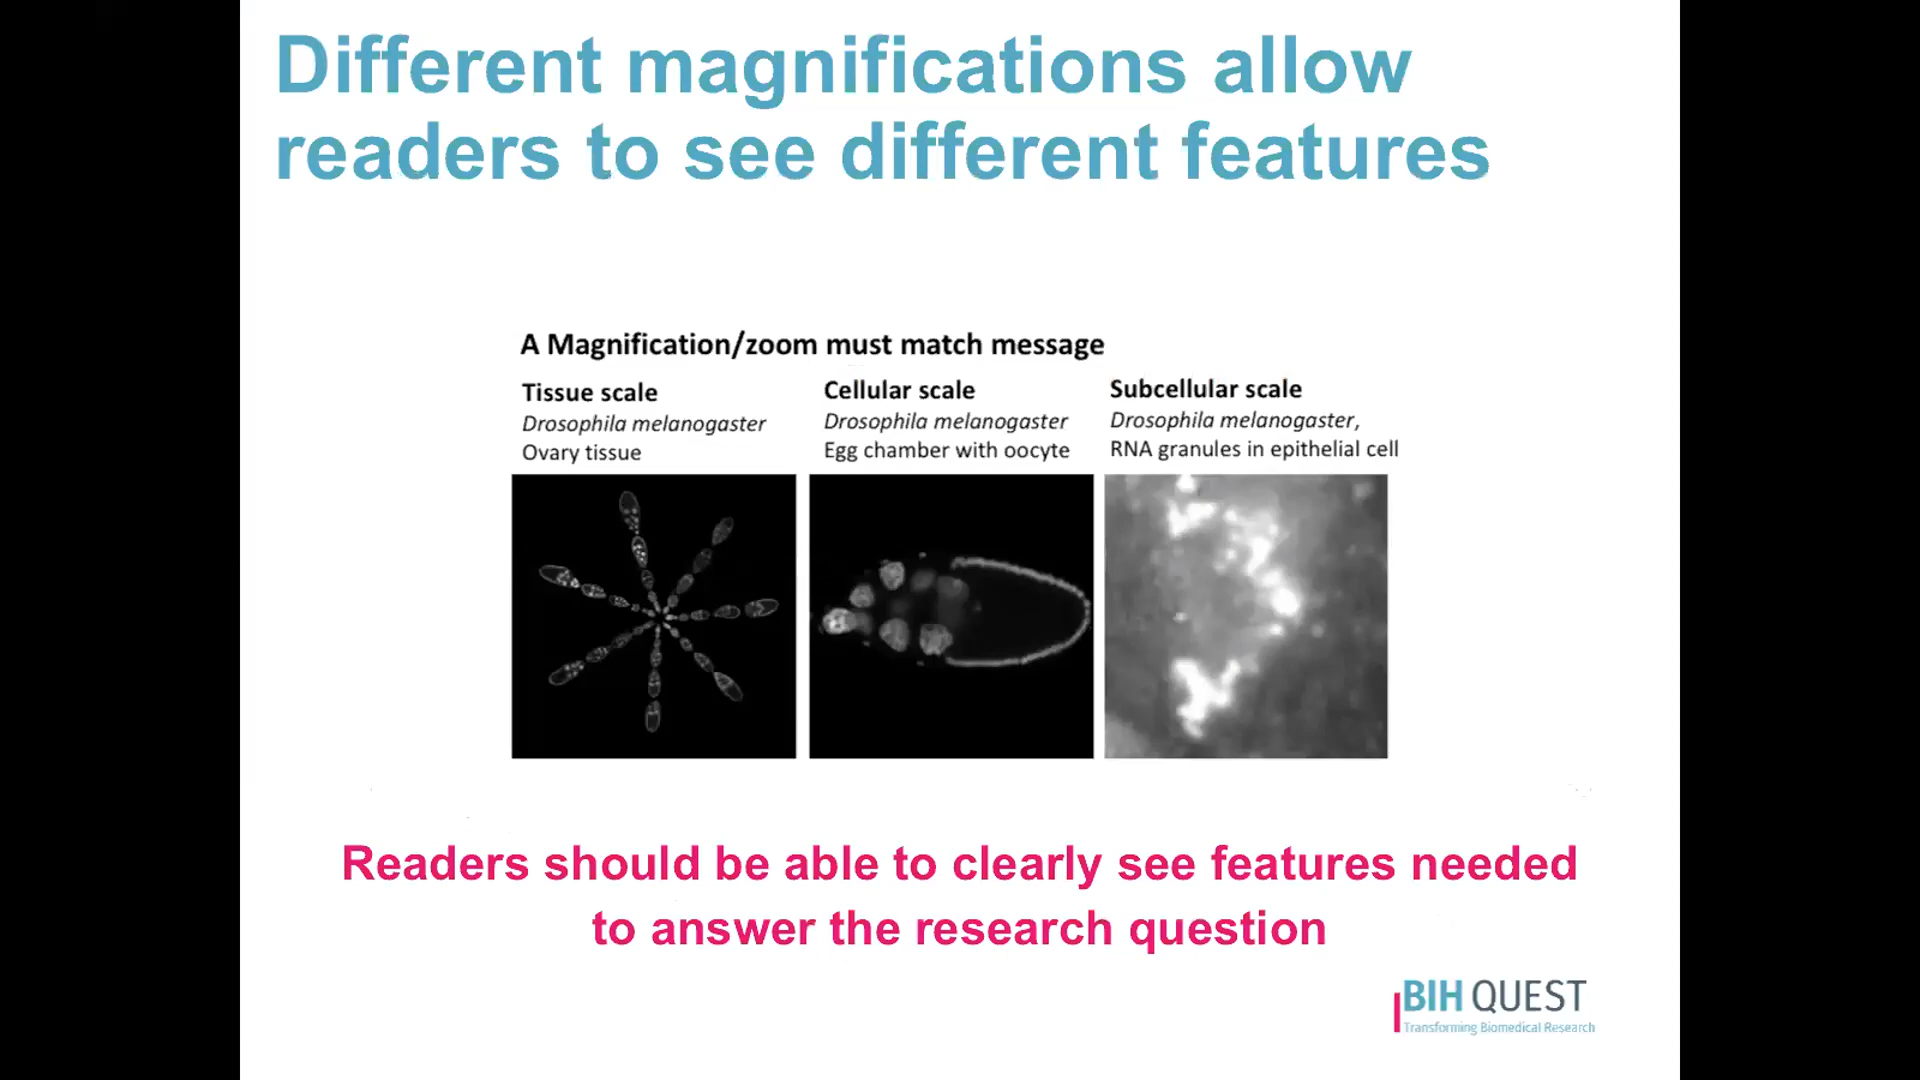 Different magnifications allow
readers to see different features
A Magnification/zoom must match message
Tissue scale
Drosophila melanogaster
Ovary tissue
Cellular scale
Drosophila melanogaster
Egg chamber with oocyte
Subcellular scale
Drosophila melanogaster,
RNA granules in epithelial cell
Readers should be able to clearly see features needed
to answer the research question
BIH QUEST
Transforming Biomedical Research